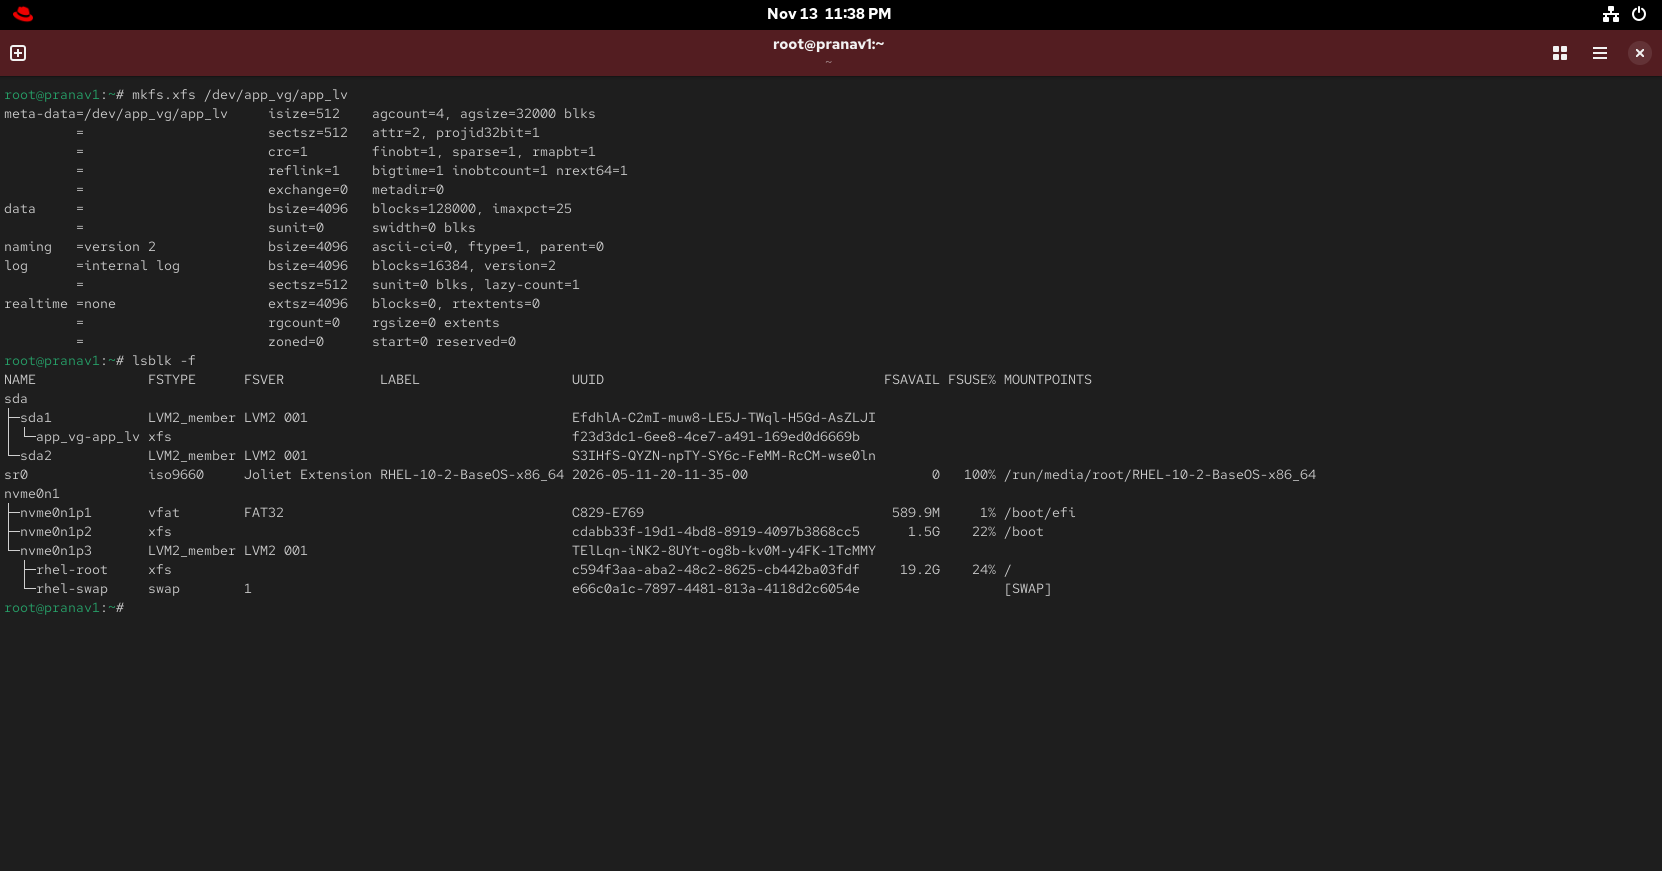 Nov 13 11:38 PM
root@pranav1:~
~
root@pranav1:~# mkfs.xfs /dev/app_vg/app_lv
meta-data=/dev/app_vg/app_lv     isize=512    agcount=4, agsize=32000 blks
         =                       sectsz=512   attr=2, projid32bit=1
         =                       crc=1        finobt=1, sparse=1, rmapbt=1
         =                       reflink=1    bigtime=1 inobtcount=1 nrext64=1
         =                       exchange=0   metadir=0
data     =                       bsize=4096   blocks=128000, imaxpct=25
         =                       sunit=0      swidth=0 blks
naming   =version 2              bsize=4096   ascii-ci=0, ftype=1, parent=0
log      =internal log           bsize=4096   blocks=16384, version=2
         =                       sectsz=512   sunit=0 blks, lazy-count=1
realtime =none                   extsz=4096   blocks=0, rtextents=0
         =                       rgcount=0    rgsize=0 extents
         =                       zoned=0      start=0 reserved=0
root@pranav1:~# lsblk -f
NAME              FSTYPE      FSVER            LABEL                   UUID                                   FSAVAIL FSUSE% MOUNTPOINTS
sda
├─sda1            LVM2_member LVM2 001                                 EfdhlA-C2mI-muw8-LE5J-TWql-H5Gd-AsZLJI
│ └─app_vg-app_lv xfs                                                  f23d3dc1-6ee8-4ce7-a491-169ed0d6669b
└─sda2            LVM2_member LVM2 001                                 S3IHfS-QYZN-npTY-SY6c-FeMM-RcCM-wse0ln
sr0               iso9660     Joliet Extension RHEL-10-2-BaseOS-x86_64 2026-05-11-20-11-35-00                       0   100% /run/media/root/RHEL-10-2-BaseOS-x86_64
nvme0n1
├─nvme0n1p1       vfat        FAT32                                    C829-E769                               589.9M     1% /boot/efi
├─nvme0n1p2       xfs                                                  cdabb33f-19d1-4bd8-8919-4097b3868cc5      1.5G    22% /boot
└─nvme0n1p3       LVM2_member LVM2 001                                 TElLqn-iNK2-8UYt-og8b-kv0M-y4FK-1TcMMY
  ├─rhel-root     xfs                                                  c594f3aa-aba2-48c2-8625-cb442ba03fdf     19.2G    24% /
  └─rhel-swap     swap        1                                        e66c0a1c-7897-4481-813a-4118d2c6054e                  [SWAP]
root@pranav1:~#